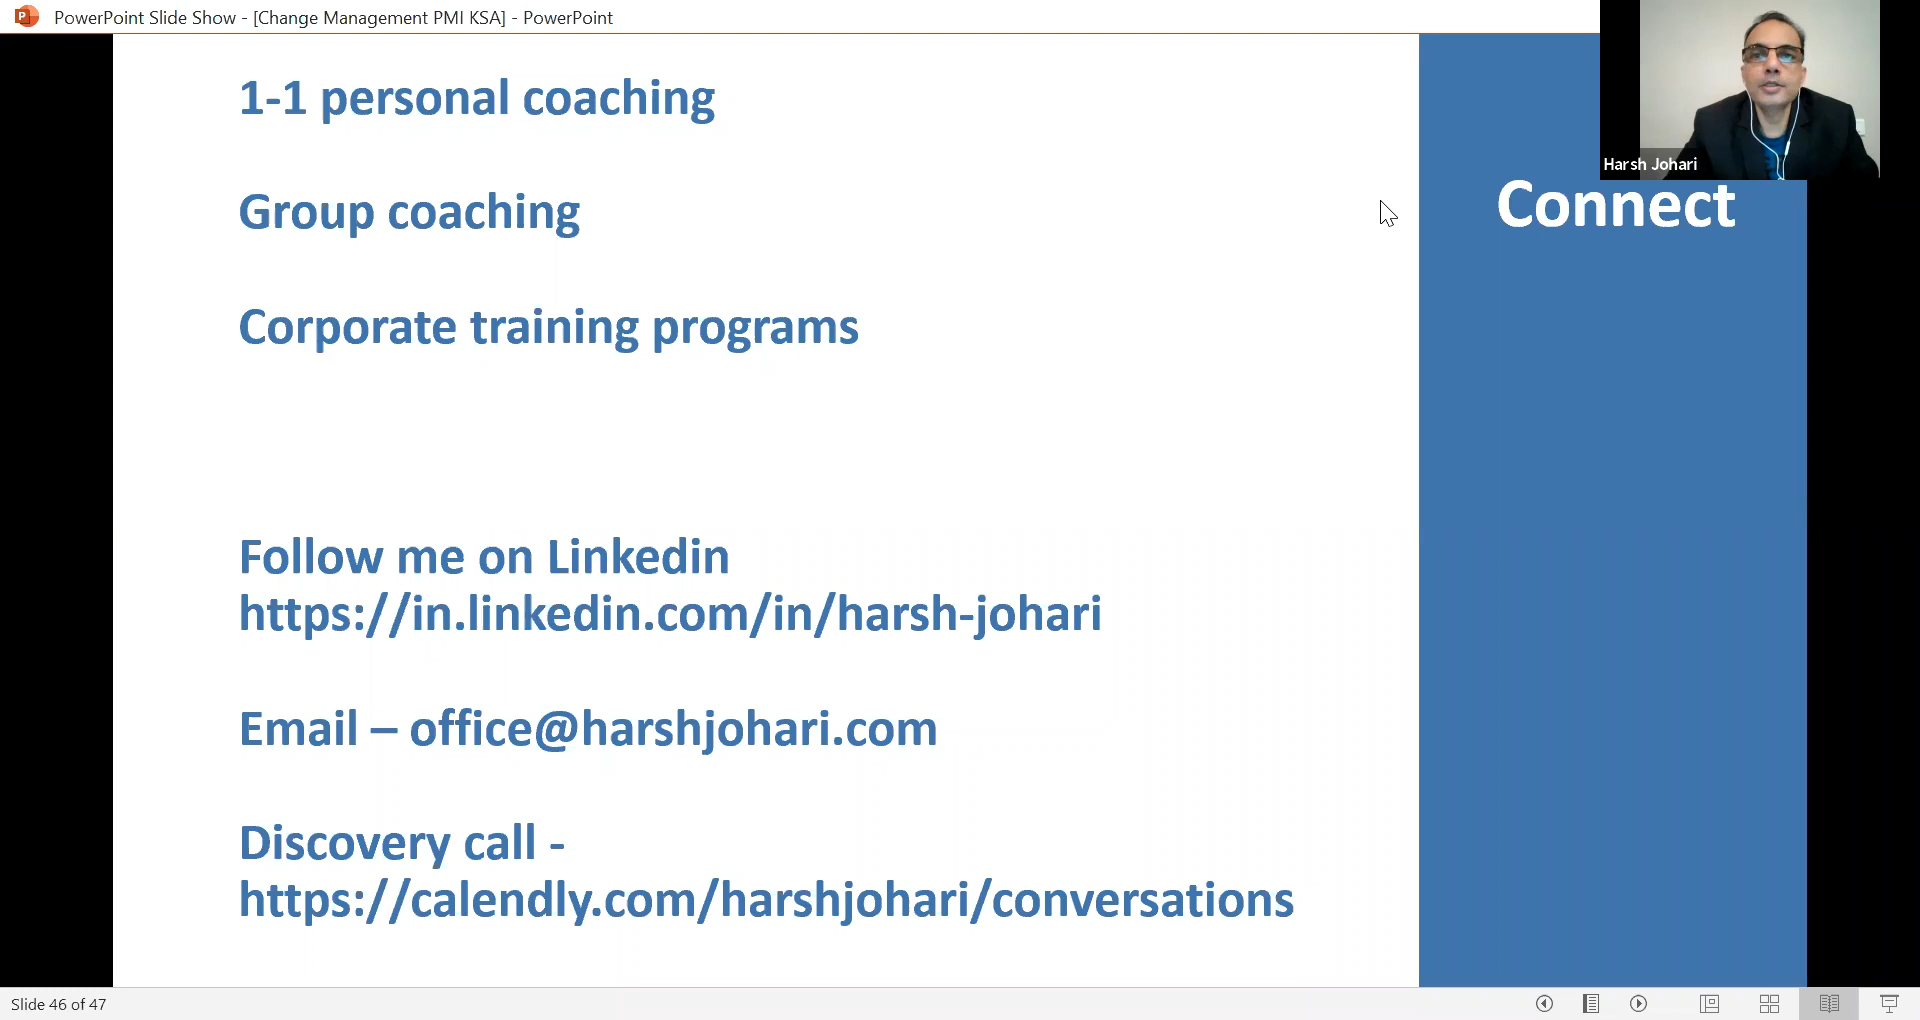 PowerPoint Slide Show - [Change Management PMI KSA] - PowerPoint
1-1 personal coaching
Group coaching
Corporate training programs
Follow me on Linkedin
https://in.linkedin.com/in/harsh-johari
Email – office@harshjohari.com
Discovery call -
https://calendly.com/harshjohari/conversations
Harsh Johari
Connect
Slide 46 of 47